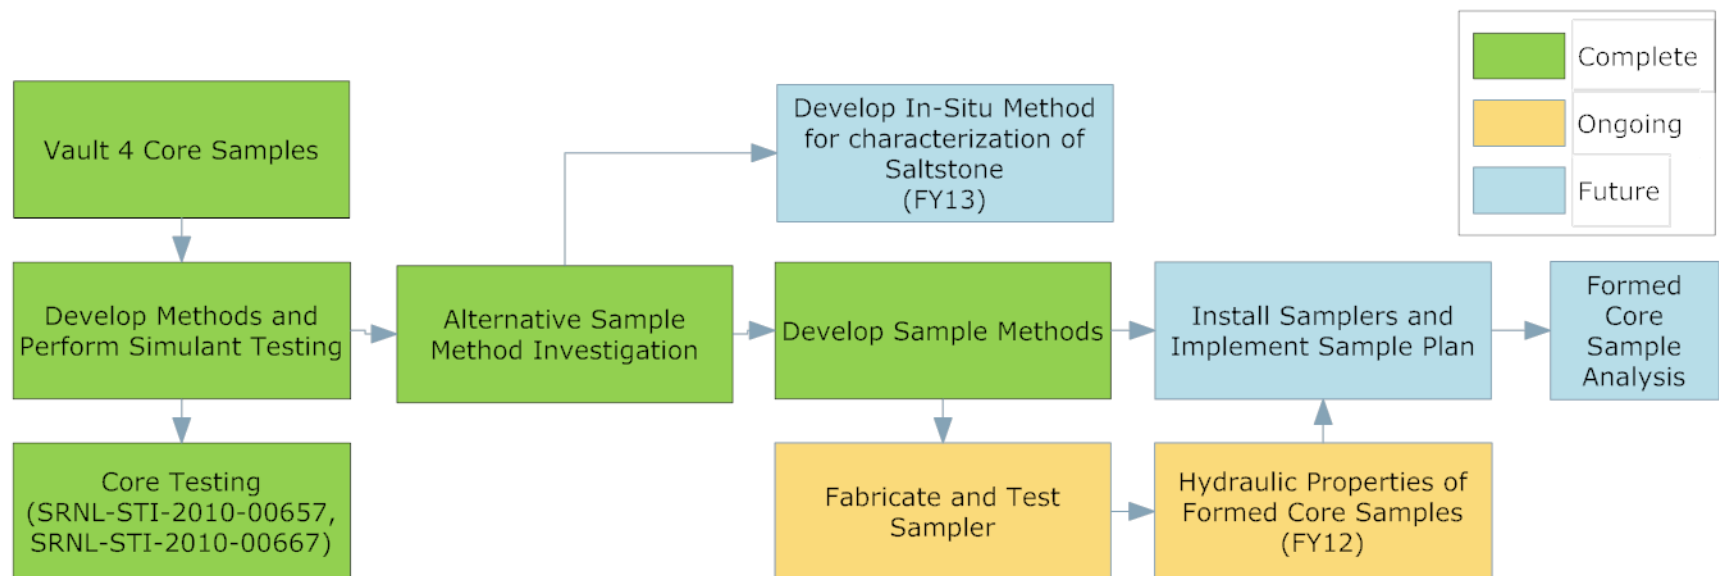 Complete
Ongoing
Future
Vault 4 Core Samples
Develop In-Situ Method
for characterization of
Saltstone
(FY13)
Develop Methods and
Perform Simulant Testing
Alternative Sample
Method Investigation
Develop Sample Methods
Install Samplers and
Implement Sample Plan
Formed
Core
Sample
Analysis
Core Testing
(SRNL-STI-2010-00657,
SRNL-STI-2010-00667)
Fabricate and Test
Sampler
Hydraulic Properties of
Formed Core Samples
(FY12)